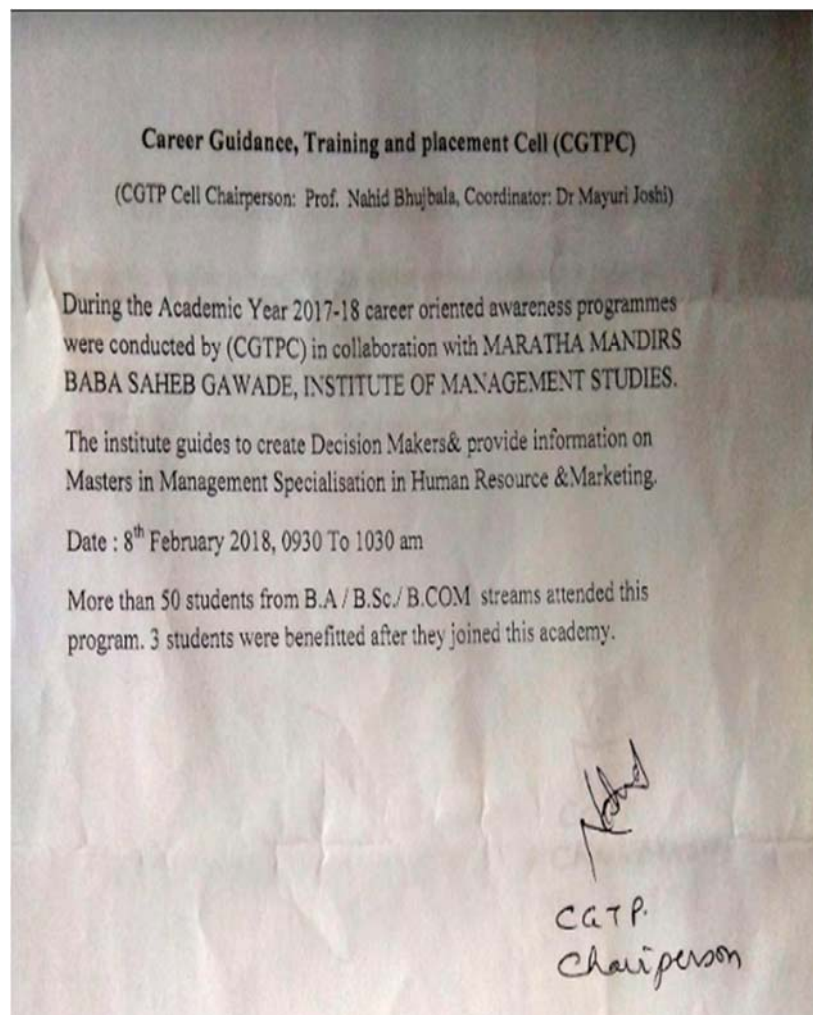 Career Guidance, Training and placement Cell (CGTPC)
(CGTP Cell Chairperson: Prof. Nahid Bhujbala, Coordinator: Dr Mayuri Joshi)
During the Academic Year 2017-18 career oriented awareness programmes
were conducted by (CGTPC) in collaboration with MARATHA MANDIRS
BABA SAHEB GAWADE, INSTITUTE OF MANAGEMENT STUDIES.
The institute guides to create Decision Makers& provide information on
Masters in Management Specialisation in Human Resource &Marketing.
Date : 8th February 2018, 0930 To 1030 am
More than 50 students from B.A / B.Sc./ B.COM streams attended this
program. 3 students were benefitted after they joined this academy.
Nahid
CGTP.
Chairperson